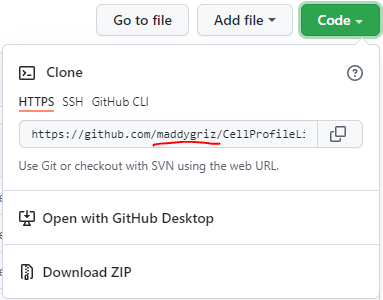 Go to file Add file Code
Clone
HTTPS SSH GitHub CLI
https://github.com/maddygriz/CellProfileLi
Use Git or checkout with SVN using the web URL.
Open with GitHub Desktop
Download ZIP